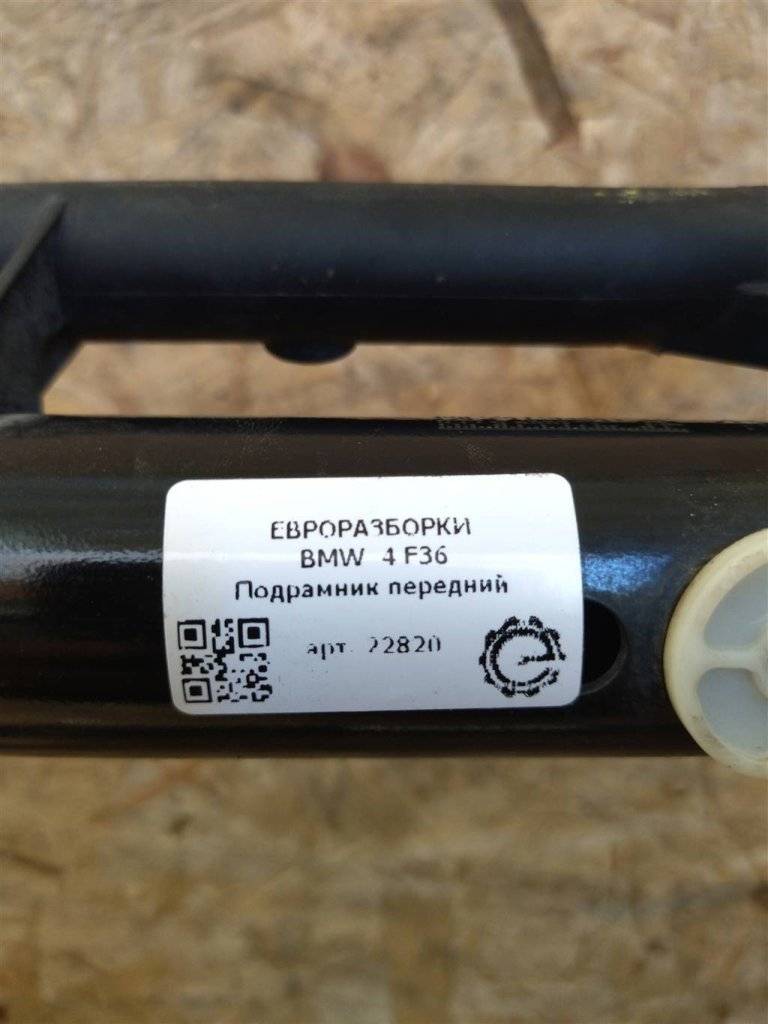 ЕВРОРАЗБОРКИ
BMW 4 F36
Подрамник передний
арт. 22820